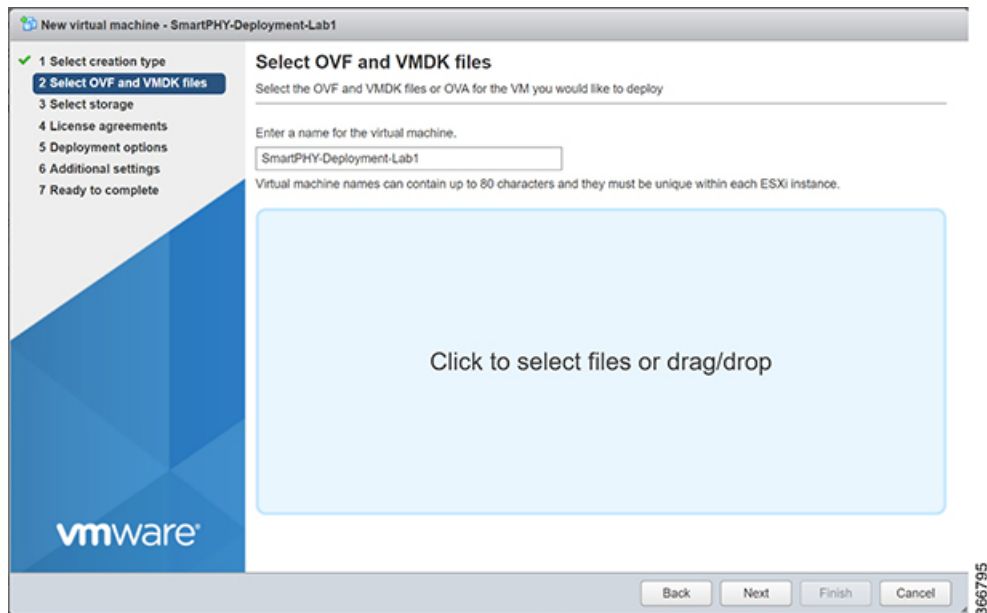 New virtual machine - SmartPHY-Deployment-Lab1
1 Select creation type
2 Select OVF and VMDK files
3 Select storage
4 License agreements
5 Deployment options
6 Additional settings
7 Ready to complete
vmware®
Select OVF and VMDK files
Select the OVF and VMDK files or OVA for the VM you would like to deploy
Enter a name for the virtual machine.
SmartPHY-Deployment-Lab1
Virtual machine names can contain up to 80 characters and they must be unique within each ESXi instance.
Click to select files or drag/drop
Back
Next
Finish
Cancel
366795